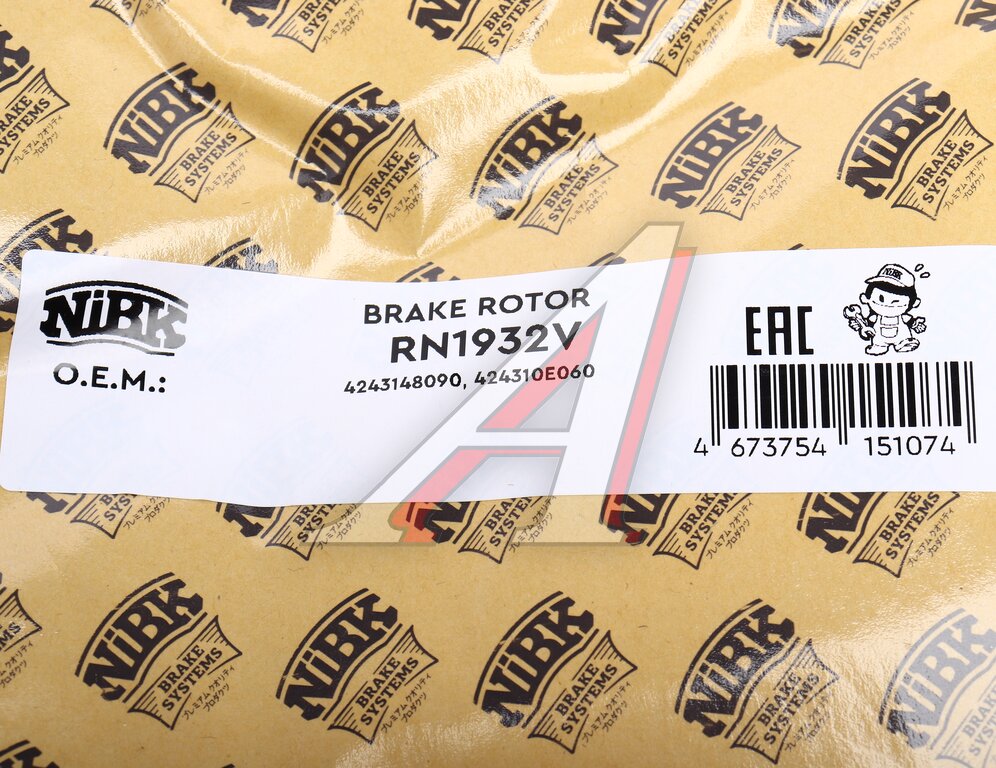 NiBK
O.E.M.:
BRAKE ROTOR
RN1932V
4243148090, 424310E060
EAC
NiBK
4 673754 151074
NiBK
BRAKE
SYSTEMS
プレミアムクオリティ
プロダクツ